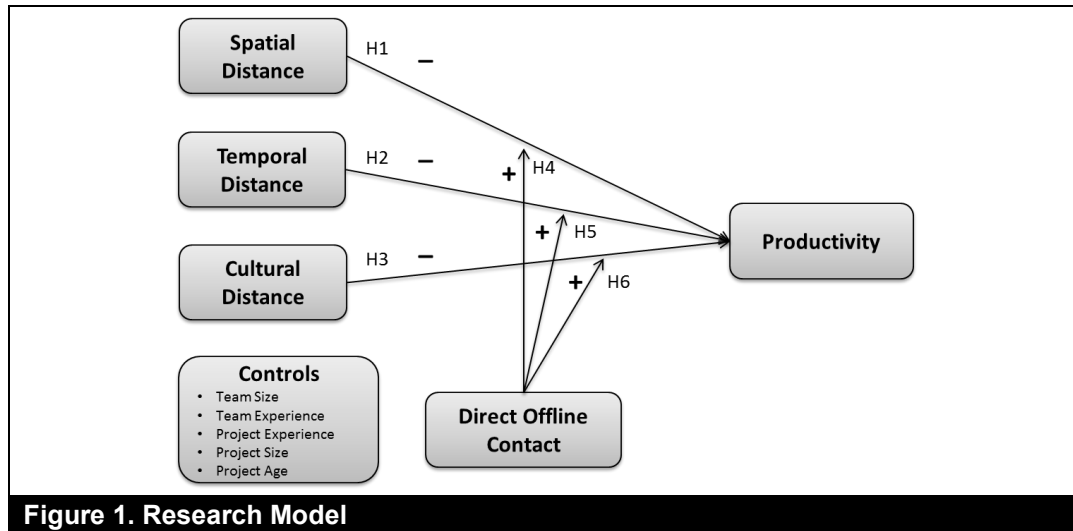 Spatial
Distance
H1
–
Temporal
Distance
H2
–
+
H4
Cultural
Distance
H3
–
+
H5
+
H6
Productivity
Controls
• Team Size
• Team Experience
• Project Experience
• Project Size
• Project Age
Direct Offline
Contact
Figure 1. Research Model